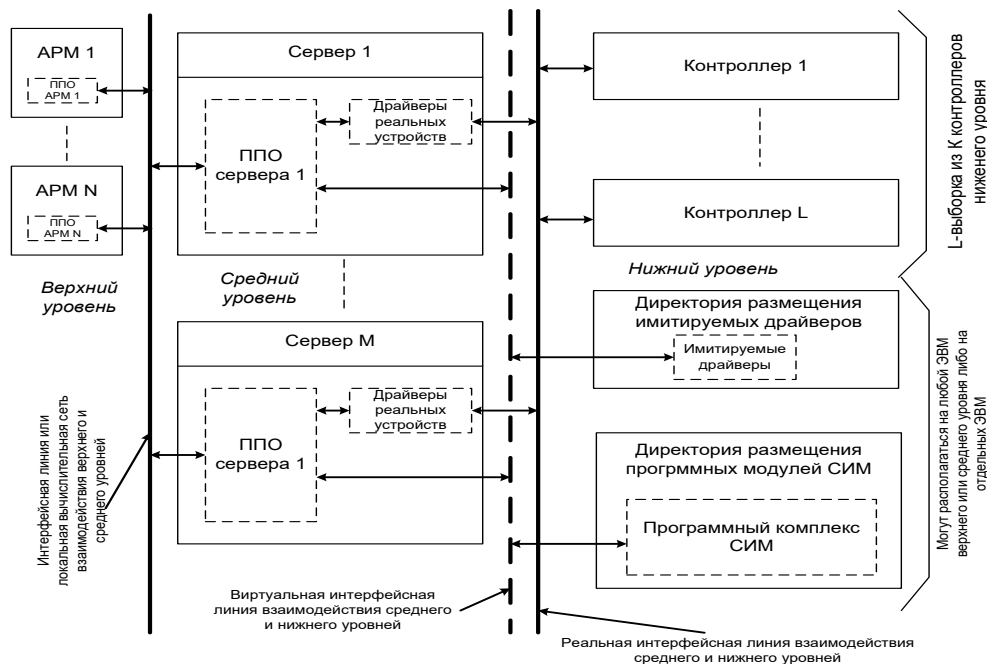 АРМ 1
ППО
АРМ 1
АРМ N
ППО
АРМ N
Верхний
уровень
Интерфейсная линия или
локальная вычислительная сеть
взаимодействия верхнего и
среднего уровней
Сервер 1
ППО
сервера 1
Драйверы
реальных
устройств
Средний
уровень
Сервер М
ППО
сервера 1
Драйверы
реальных
устройств
Виртуальная интерфейсная
линия взаимодействия среднего
и нижнего уровней
Контроллер 1
Контроллер L
Нижний уровень
Директория размещения
имитируемых драйверов
Имитируемые
драйверы
Директория размещения
прогрммных модулей СИМ
Программный комплекс
СИМ
Реальная интерфейсная линия взаимодействия
среднего и нижнего уровней
L-выборка из К контроллеров
ниженего уровня
Могут располагаться на любой ЭВМ
верхнего или среднего уровня либо на
отдельных ЭВМ